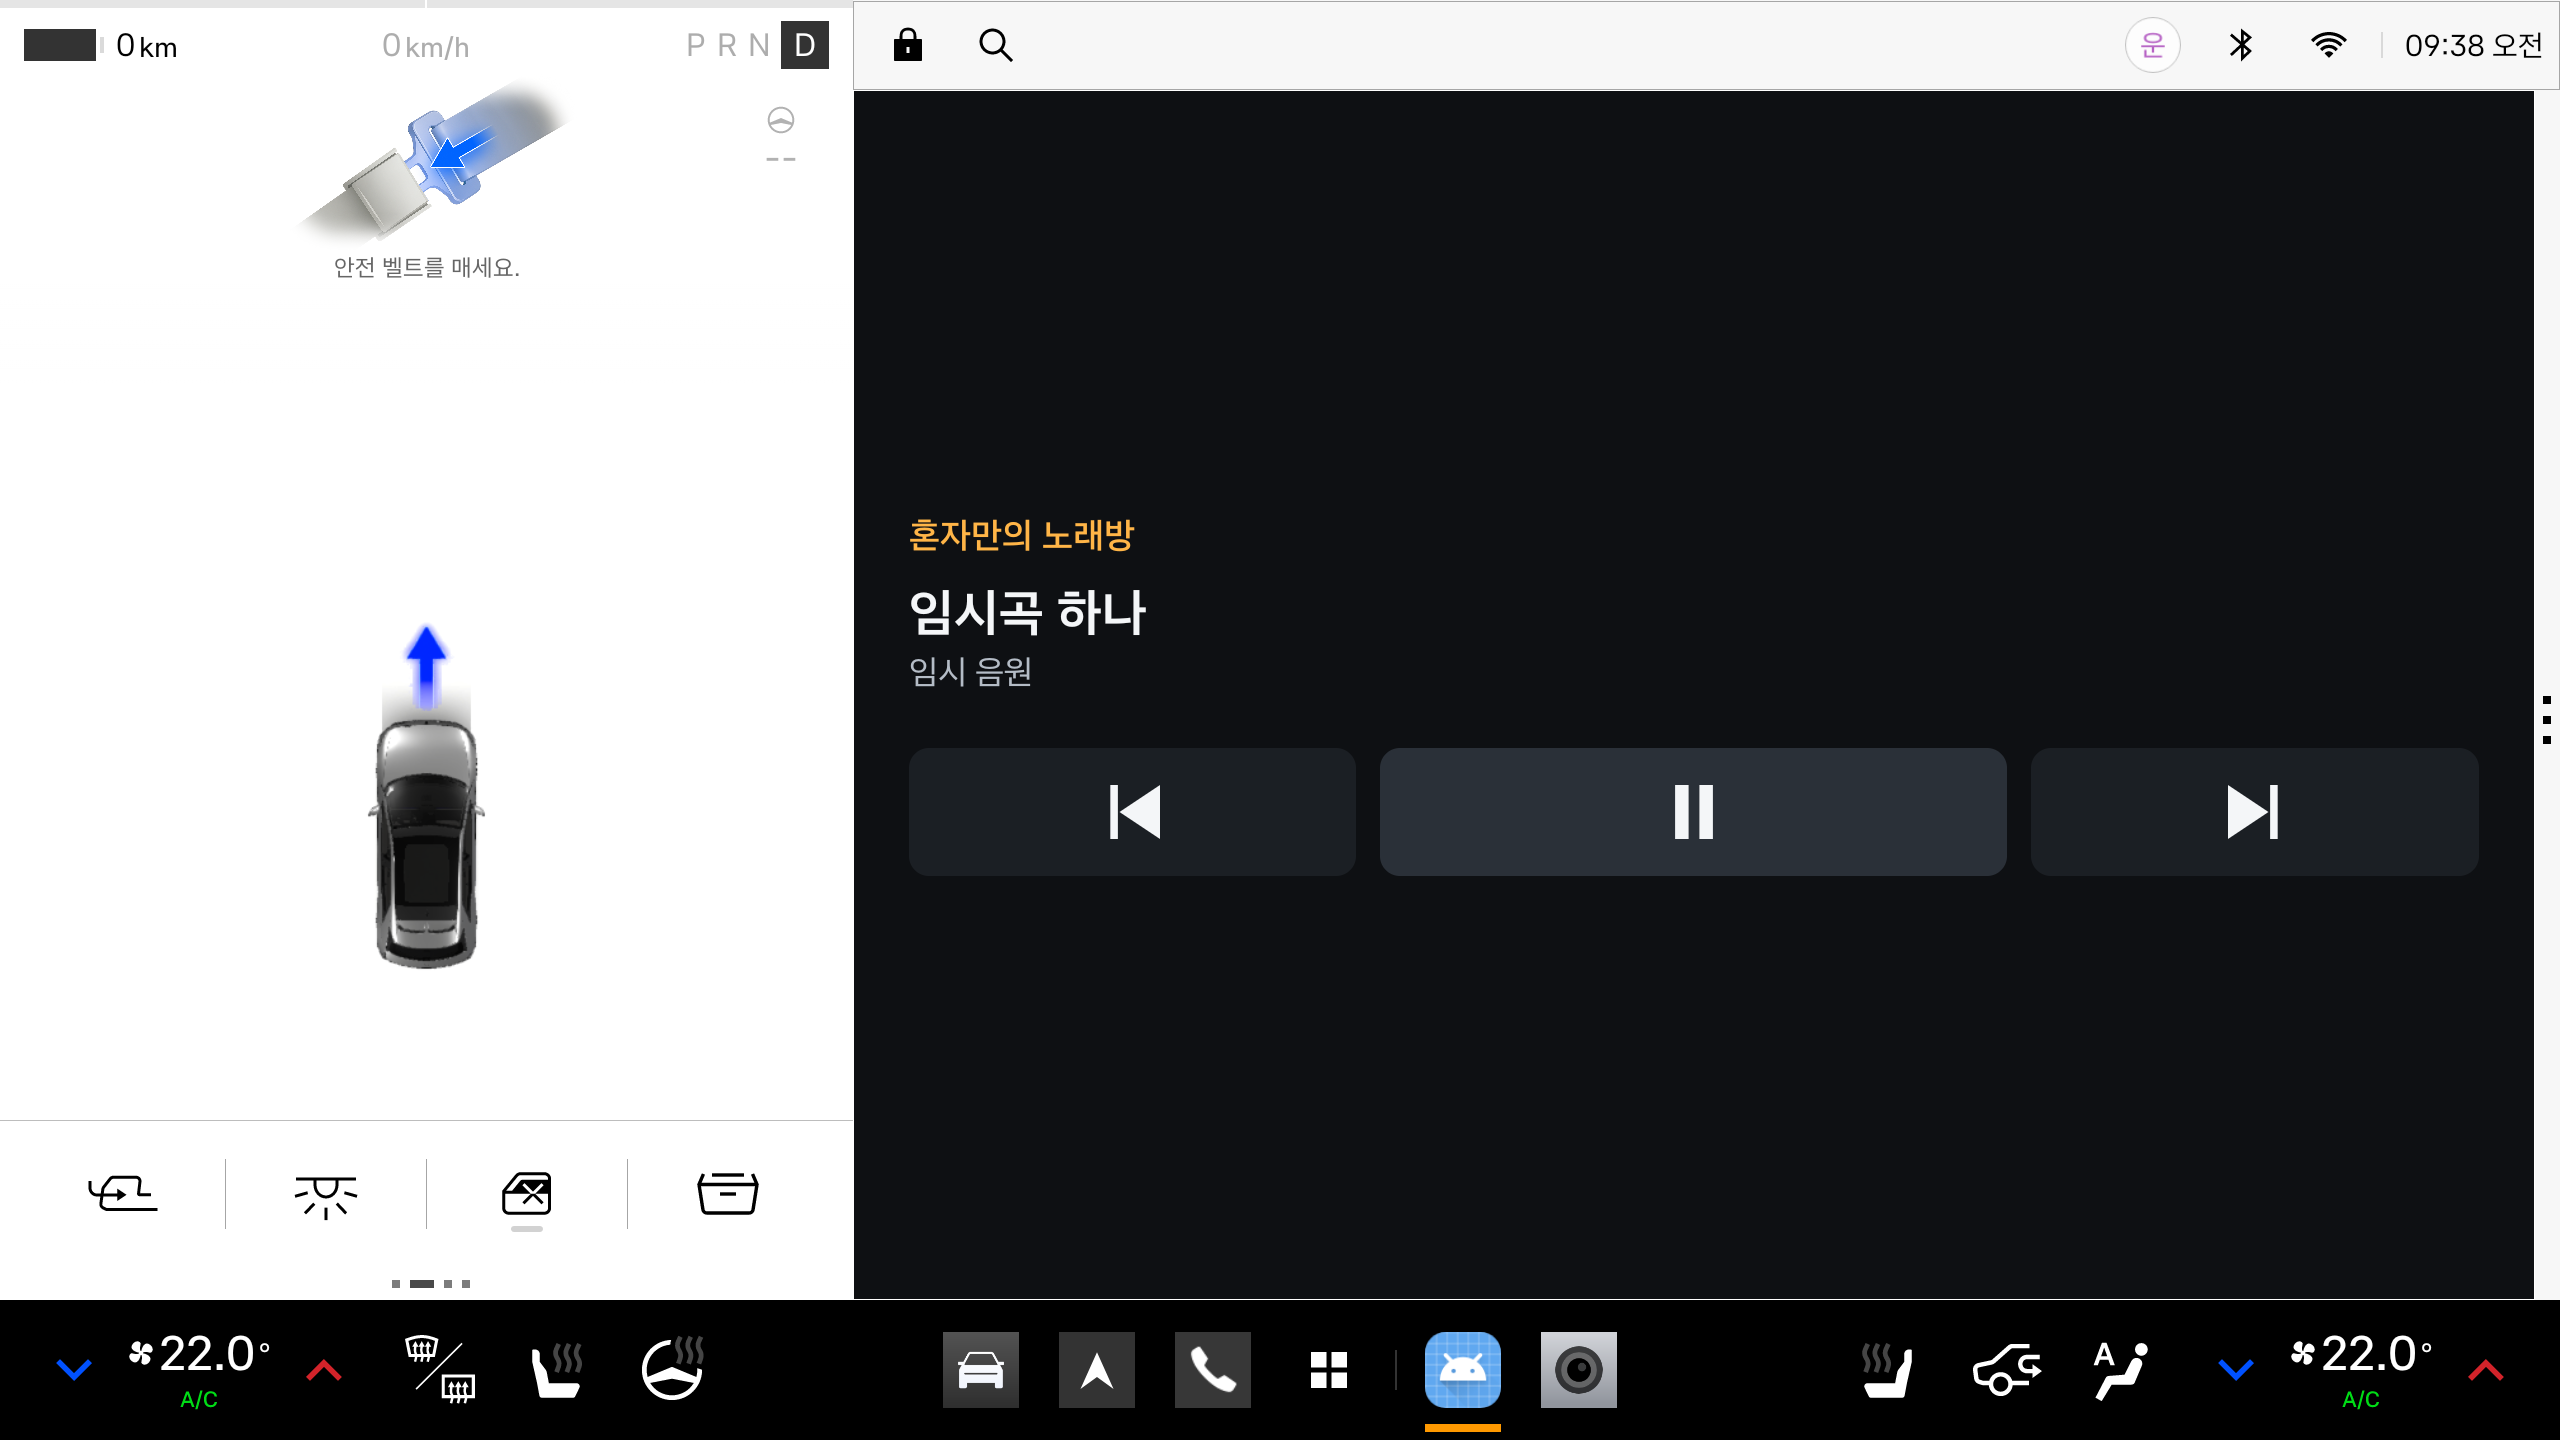 0 km
0 km/h
P R N D
운
09:38 오전
안전 벨트를 매세요.
--
혼자만의 노래방
임시곡 하나
임시 음원
22.0°
A/C
A
22.0°
A/C